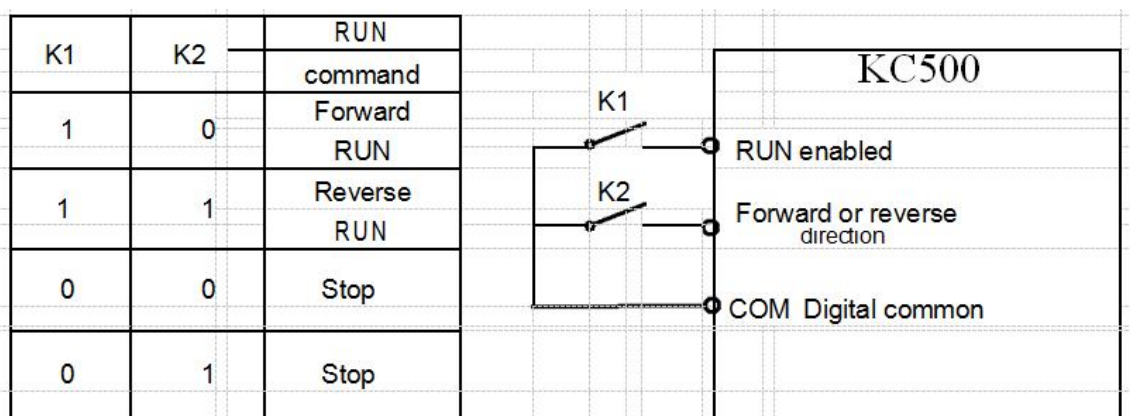 K1 K2 RUN
command
1 0 Forward
RUN
1 1 Reverse
RUN
0 0 Stop
0 1 Stop
KC500
K1
RUN enabled
K2
Forward or reverse
direction
COM Digital common